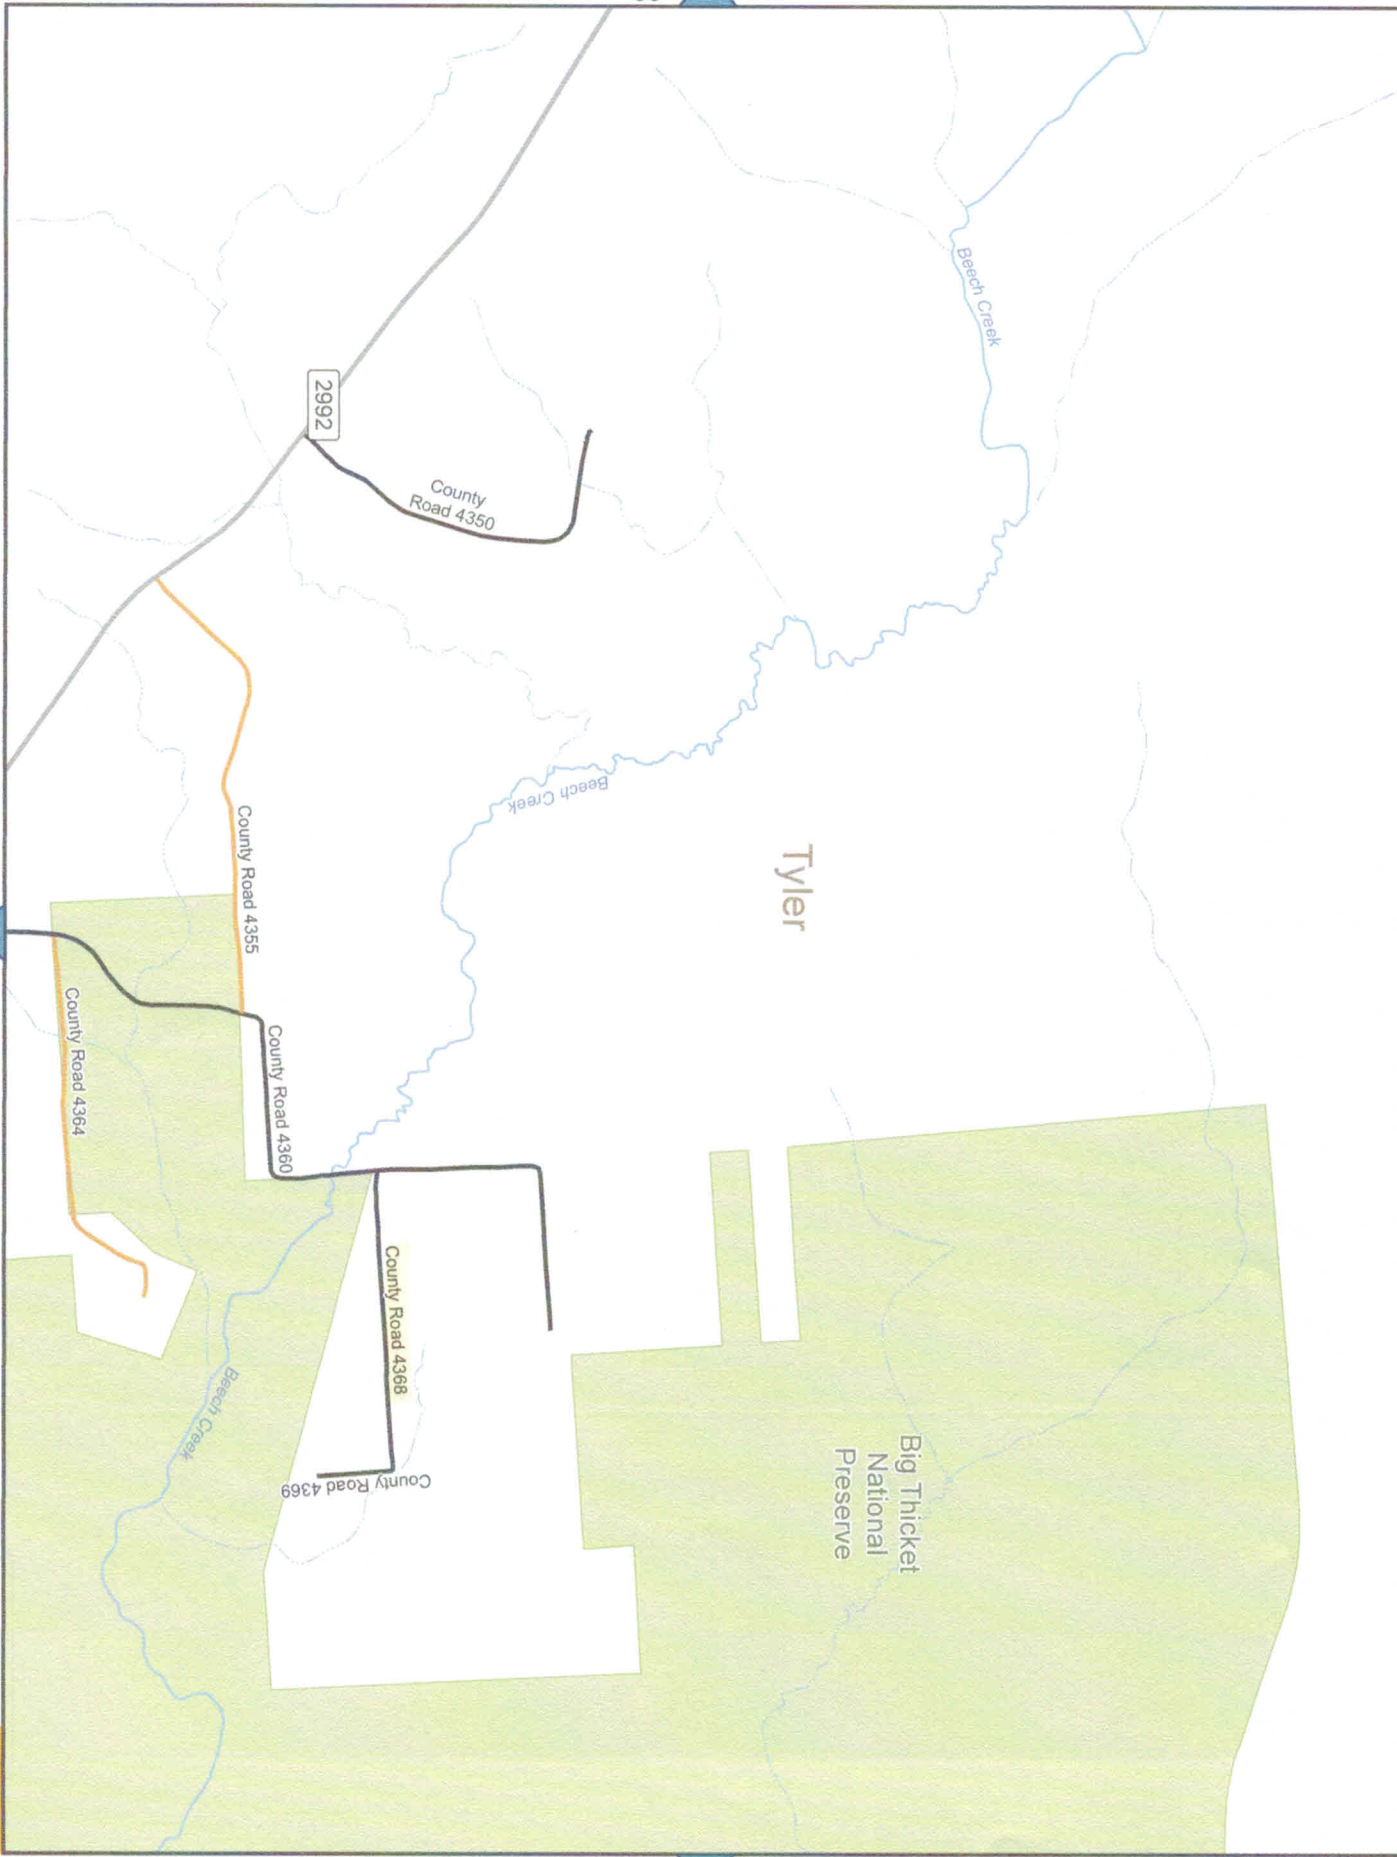 Beech Creek
2992
County
Road 4350
Beech Creek
Tyler
County Road 4355
County Road 4364
County Road 4360
County Road 4368
County Road 4369
Beech Creek
Big Thicket
National
Preserve